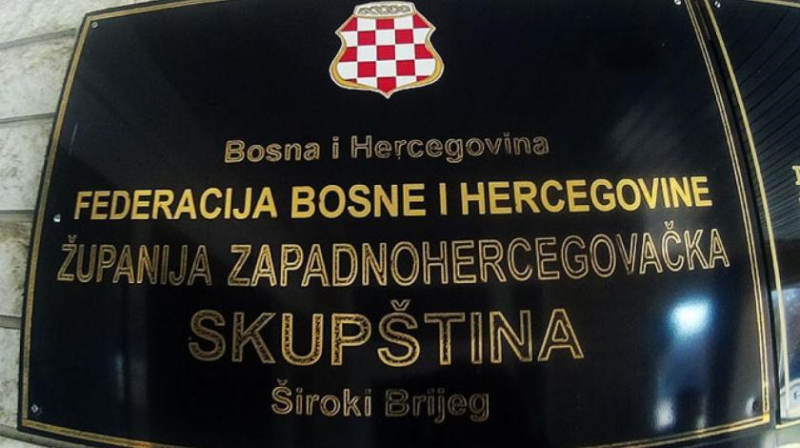 Bosna i Hercegovina
FEDERACIJA BOSNE I HERCEGOVINE
ŽUPANIJA ZAPADNOHERCEGOVAČKA
SKUPŠTINA
Široki Brijeg